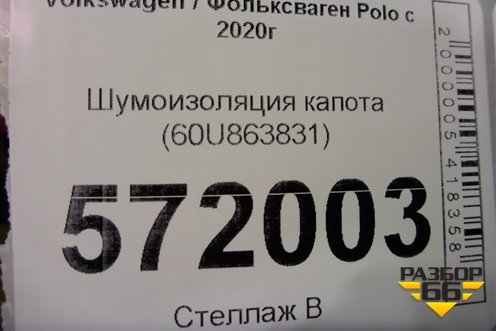 Volkswagen / Фольксваген Polo с
2020г
Шумоизоляция капота
(60U863831)
572003
Стеллаж В
2000005418358
РАЗБОР
66